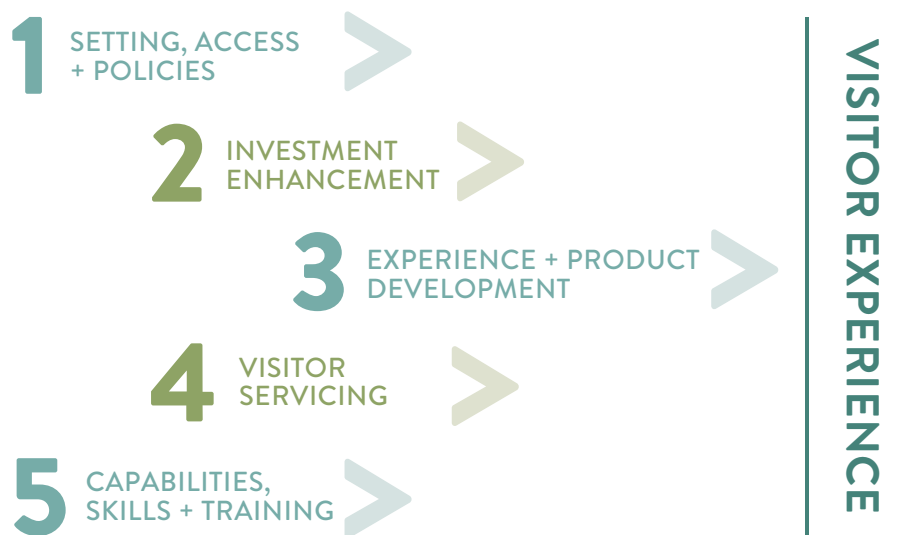 1
SETTING, ACCESS
+ POLICIES
2
INVESTMENT
ENHANCEMENT
3
EXPERIENCE + PRODUCT
DEVELOPMENT
4
VISITOR
SERVICING
5
CAPABILITIES,
SKILLS + TRAINING
VISITOR EXPERIENCE